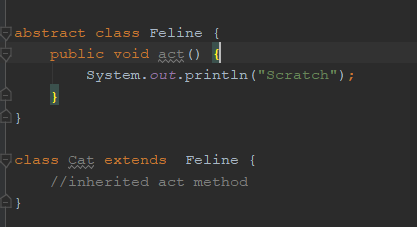 abstract class Feline {
public void act() {
System.out.println("Scratch");
}
}
class Cat extends  Feline {
//inherited act method
}